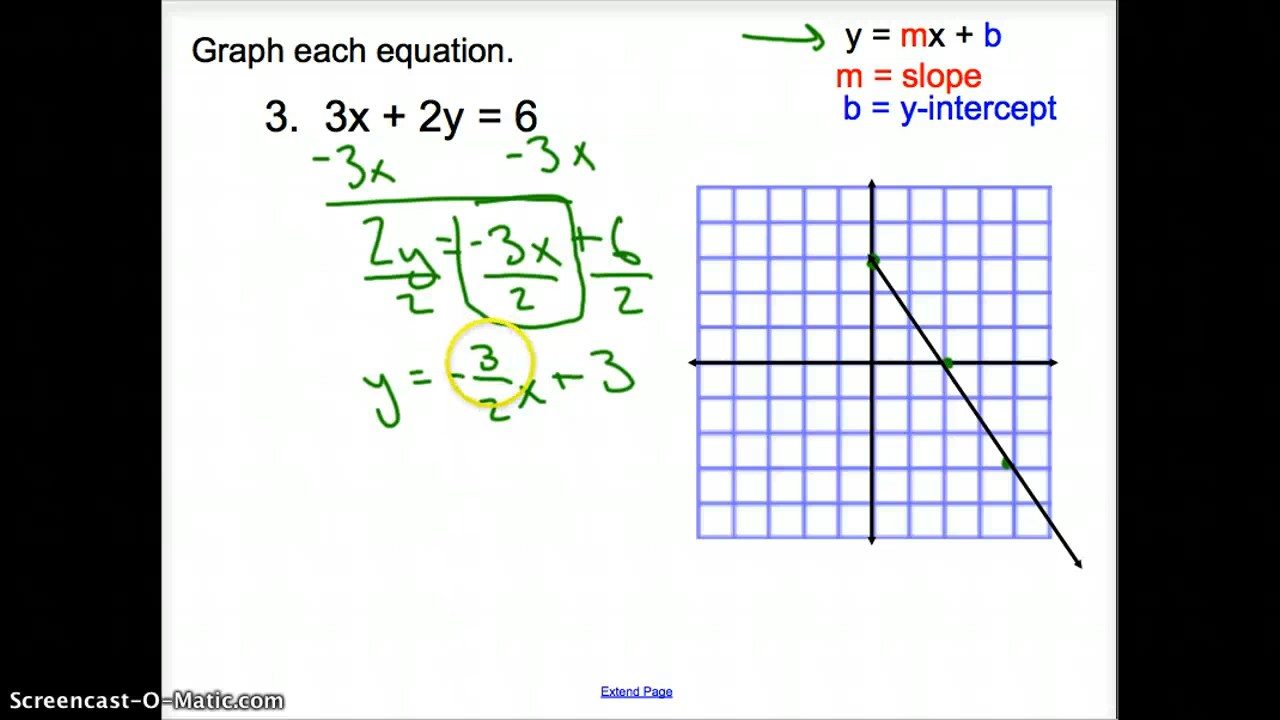 Graph each equation.
y = mx + b
m = slope
b = y-intercept
3. 3x + 2y = 6
-3x -3x
2y = -3x + 6
2 2 2
y = -3/2 x + 3
Extend Page
Screencast-O-Matic.com